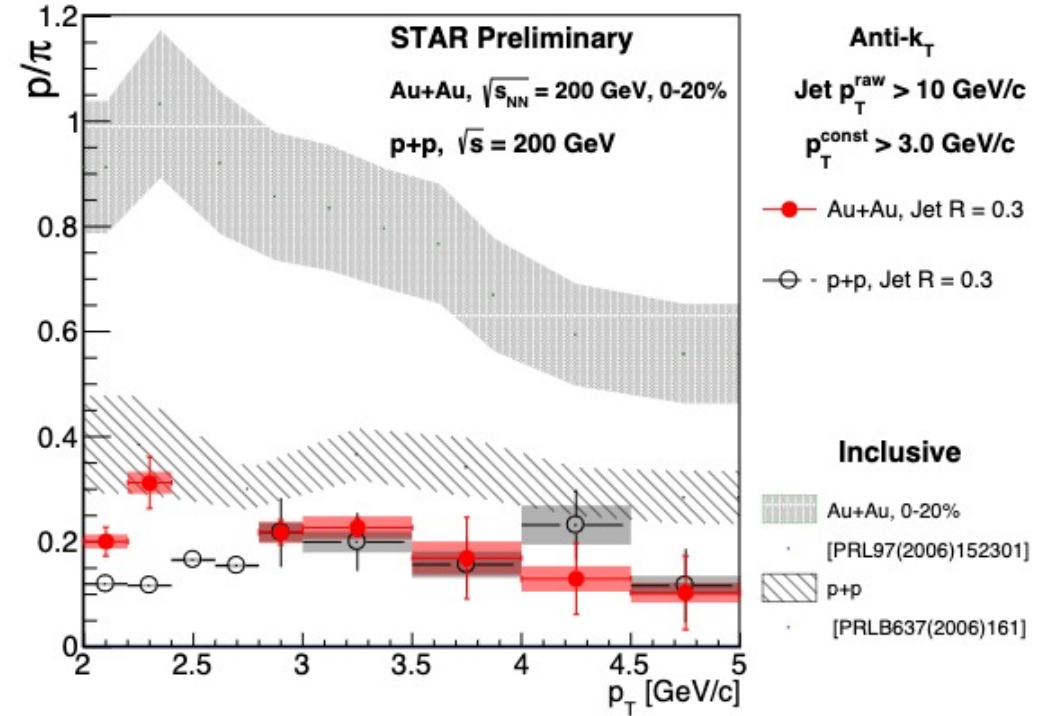 p/π
1.2
1
0.8
0.6
0.4
0.2
0
2
2.5
3
3.5
4
4.5
5
p_T [GeV/c]
STAR Preliminary
Au+Au, √s_NN = 200 GeV, 0-20%
p+p, √s = 200 GeV
Anti-k_T
Jet p_T^raw > 10 GeV/c
p_T^const > 3.0 GeV/c
Au+Au, Jet R = 0.3
p+p, Jet R = 0.3
Inclusive
Au+Au, 0-20%
[PRL97(2006)152301]
p+p
[PRLB637(2006)161]